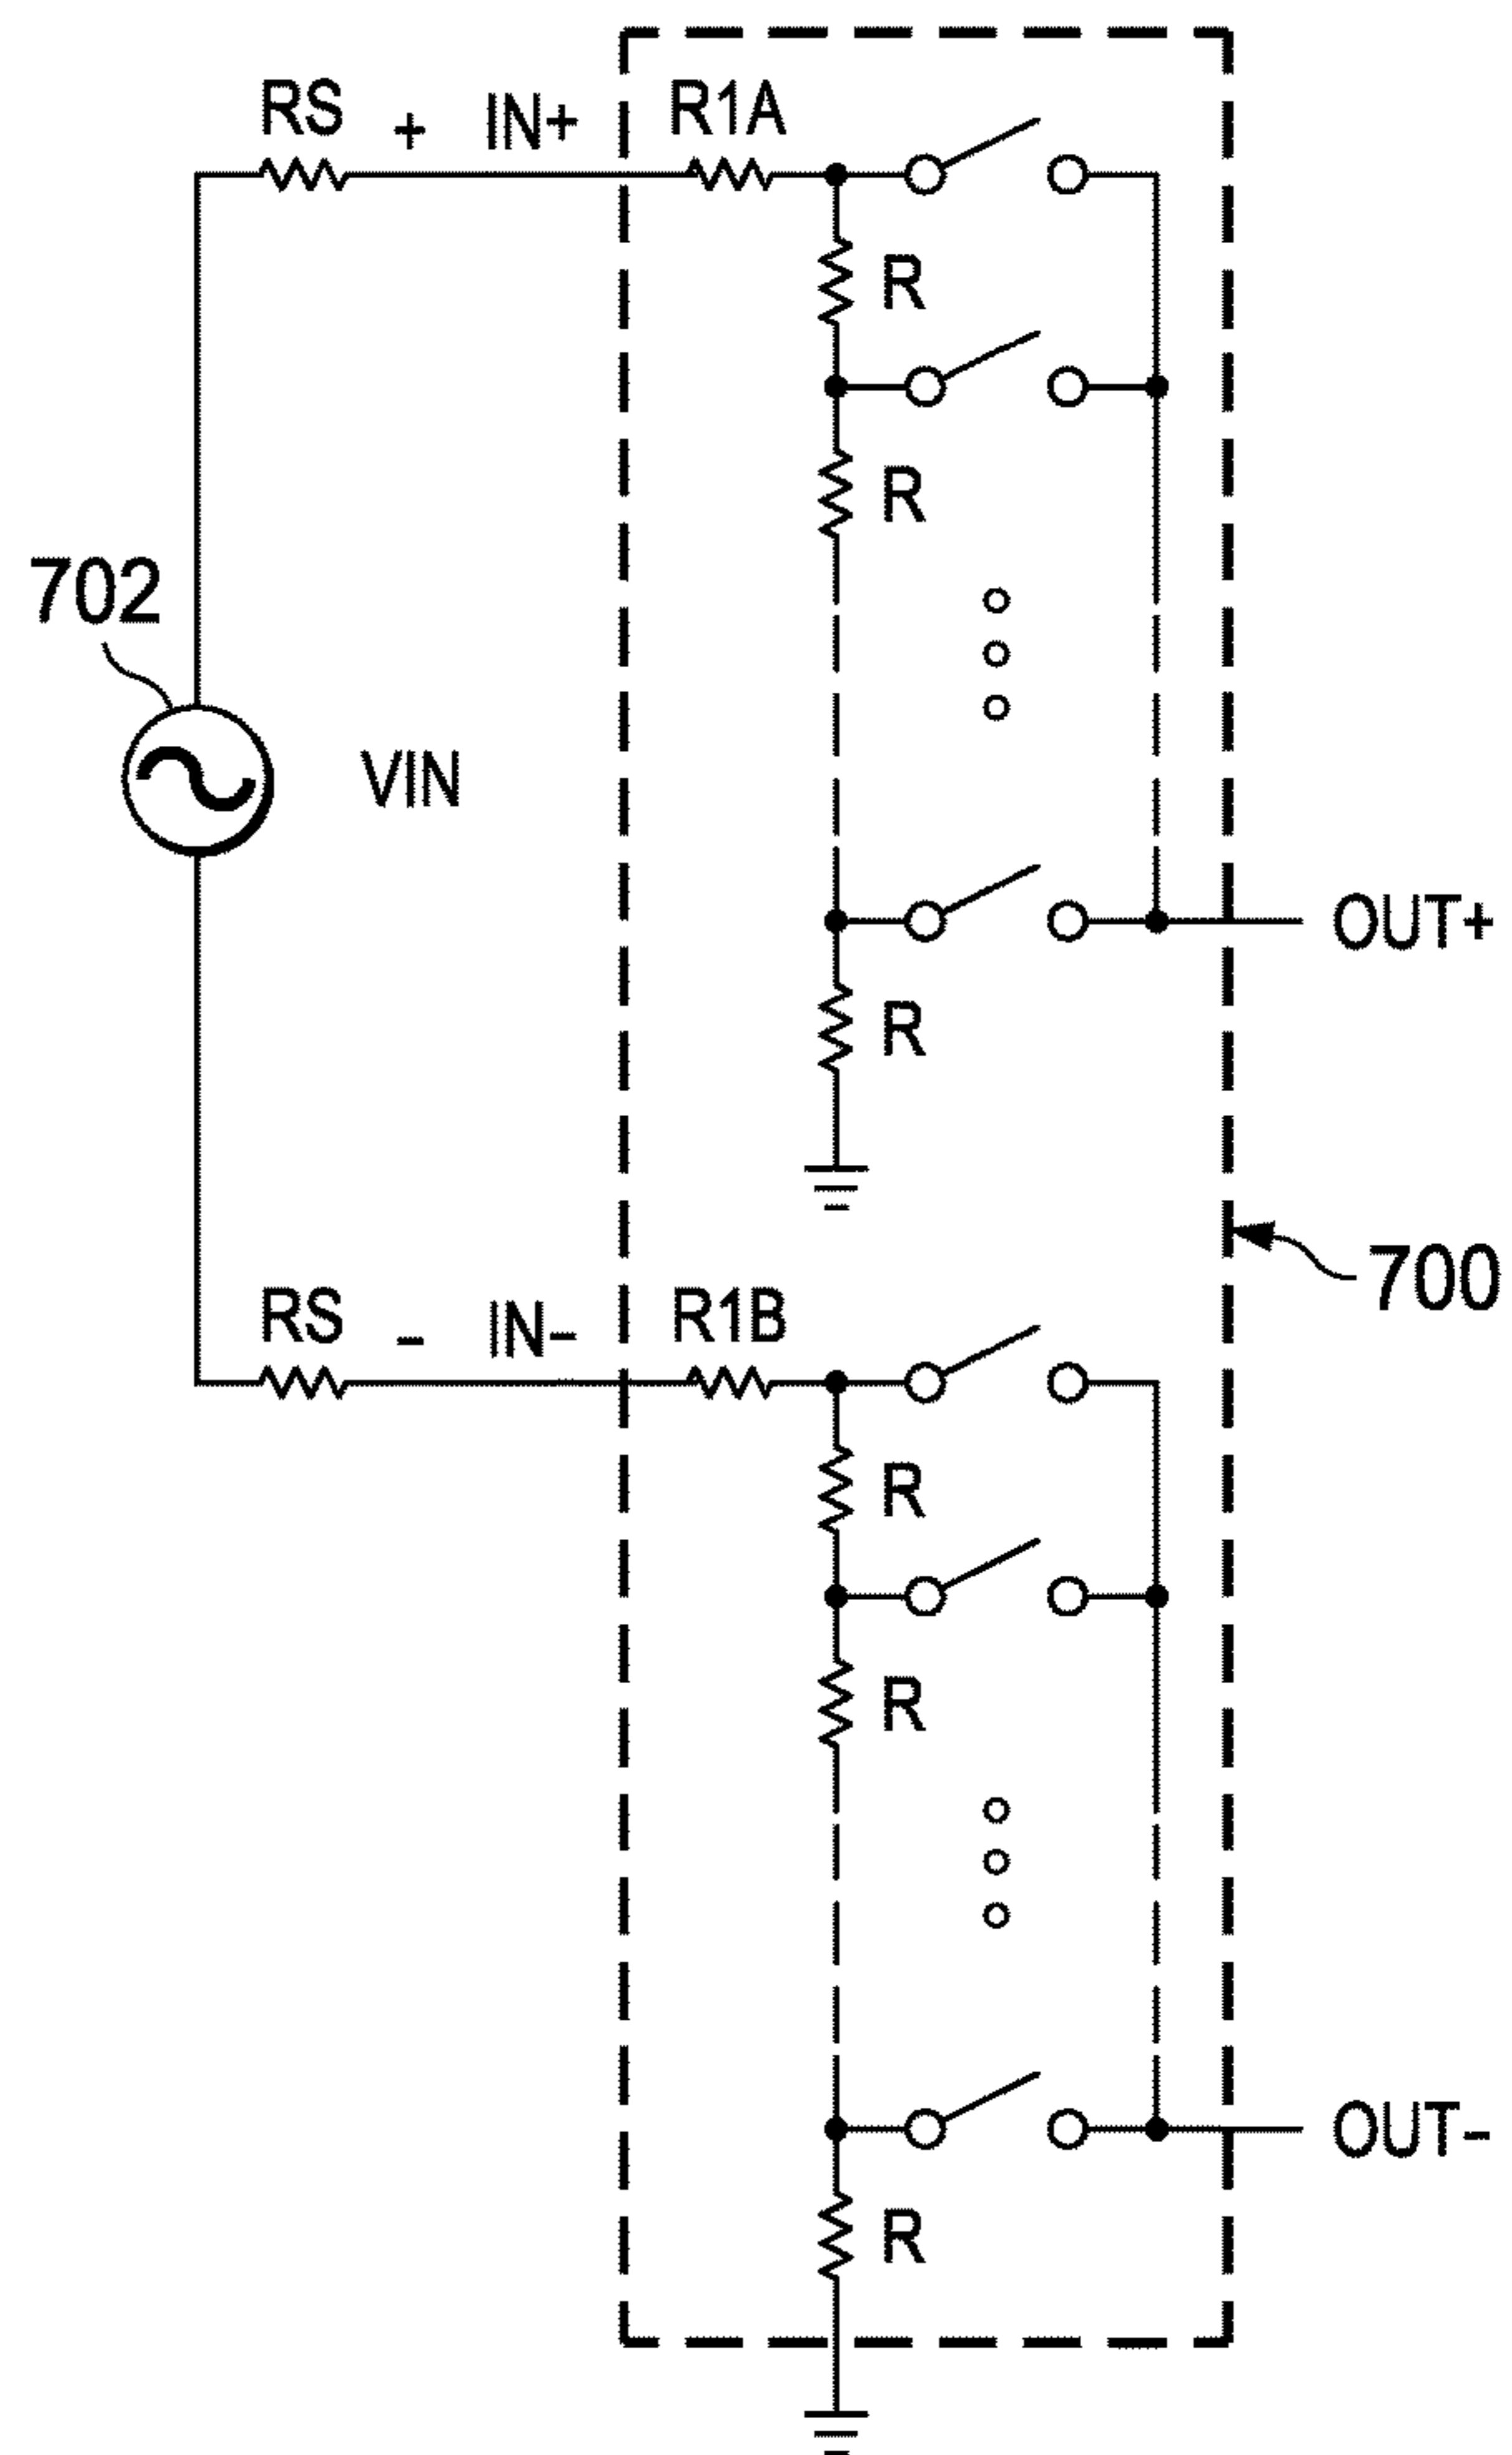 RS + IN+ R1A
R
R
702
VIN
OUT+
R
700
RS - IN- R1B
R
R
OUT-
R